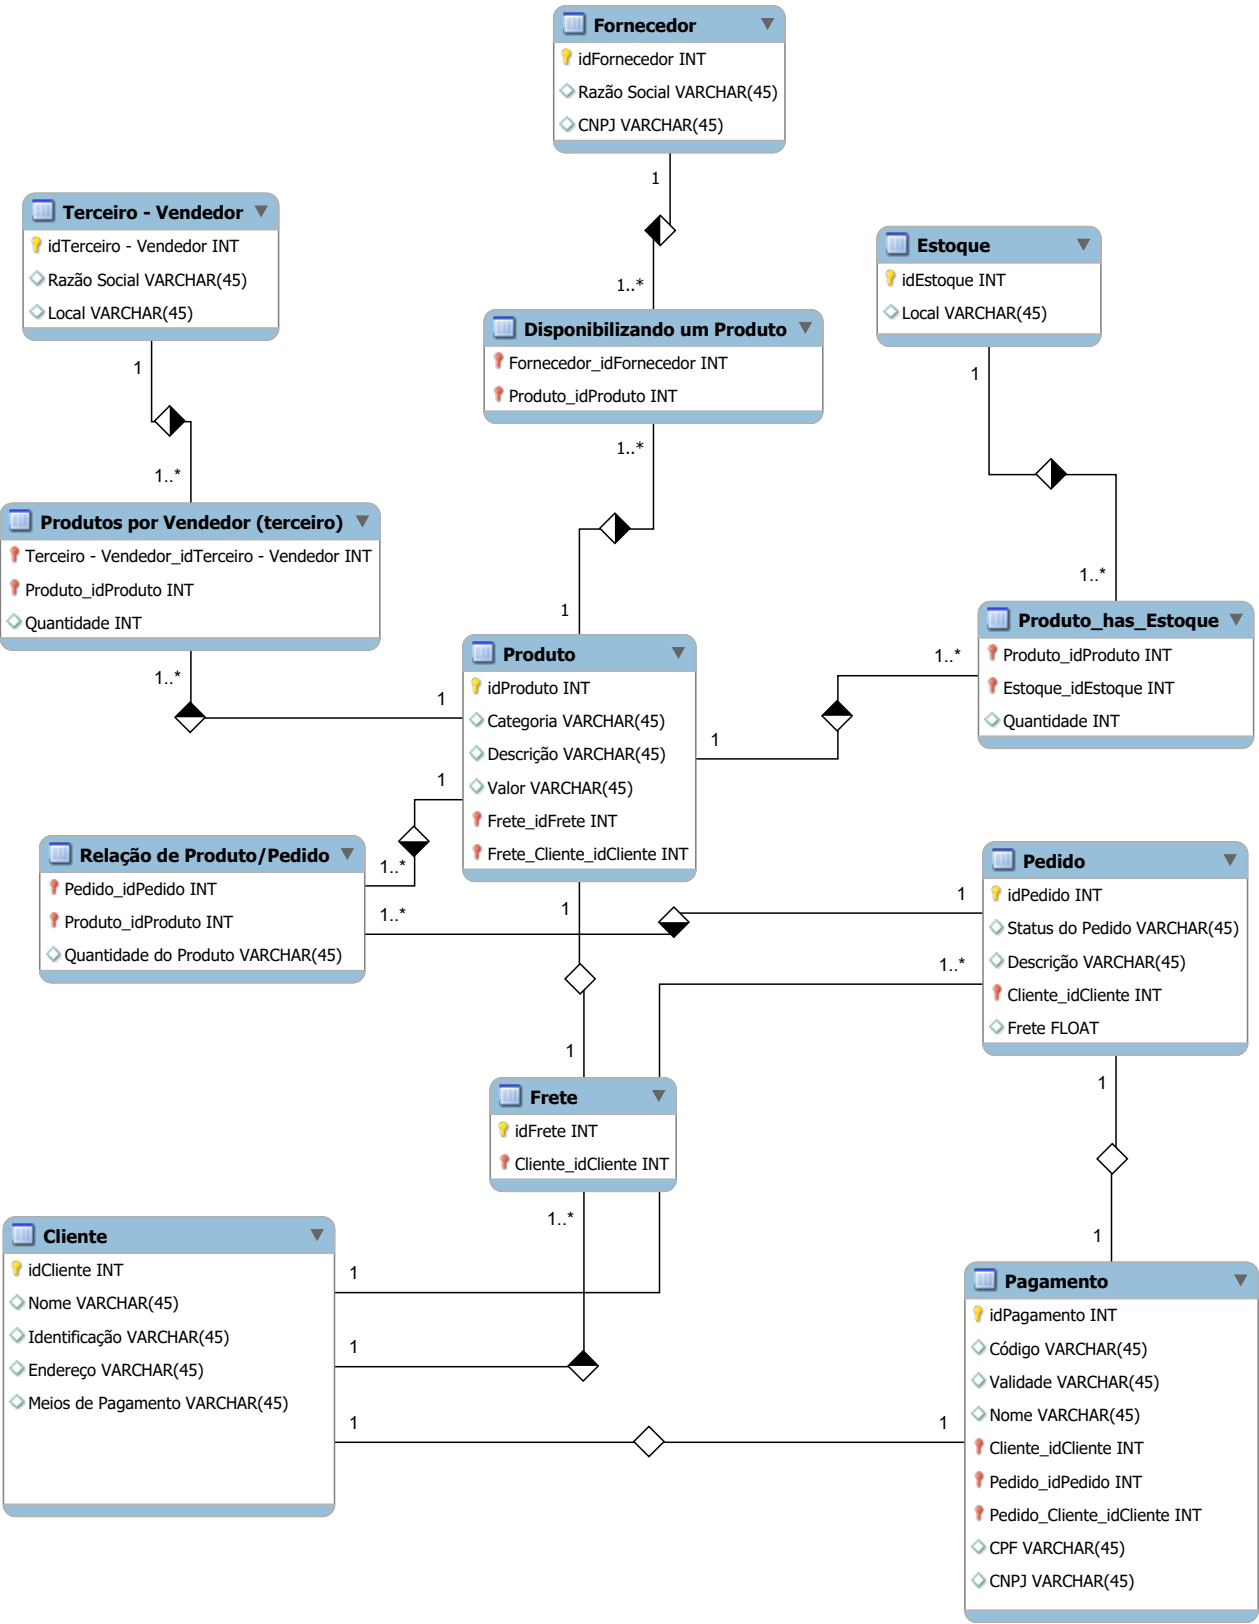 Fornecedor
idFornecedor INT
Razão Social VARCHAR(45)
CNPJ VARCHAR(45)
1
1..*
Terceiro - Vendedor
idTerceiro - Vendedor INT
Razão Social VARCHAR(45)
Local VARCHAR(45)
1
1..*
Estoque
idEstoque INT
Local VARCHAR(45)
1
1..*
Disponibilizando um Produto
Fornecedor_idFornecedor INT
Produto_idProduto INT
1..*
1
Produtos por Vendedor (terceiro)
Terceiro - Vendedor_idTerceiro - Vendedor INT
Produto_idProduto INT
Quantidade INT
1..*
1
Produto_has_Estoque
Produto_idProduto INT
Estoque_idEstoque INT
Quantidade INT
1..*
1
Produto
idProduto INT
Categoria VARCHAR(45)
Descrição VARCHAR(45)
Valor VARCHAR(45)
Frete_idFrete INT
Frete_Cliente_idCliente INT
1
1
1
Relação de Produto/Pedido
Pedido_idPedido INT
Produto_idProduto INT
Quantidade do Produto VARCHAR(45)
1..*
1..*
1
Pedido
idPedido INT
Status do Pedido VARCHAR(45)
Descrição VARCHAR(45)
Cliente_idCliente INT
Frete FLOAT
1..*
1
1
Frete
idFrete INT
Cliente_idCliente INT
1..*
Cliente
idCliente INT
Nome VARCHAR(45)
Identificação VARCHAR(45)
Endereço VARCHAR(45)
Meios de Pagamento VARCHAR(45)
1
1
1
1
Pagamento
idPagamento INT
Código VARCHAR(45)
Validade VARCHAR(45)
Nome VARCHAR(45)
Cliente_idCliente INT
Pedido_idPedido INT
Pedido_Cliente_idCliente INT
CPF VARCHAR(45)
CNPJ VARCHAR(45)